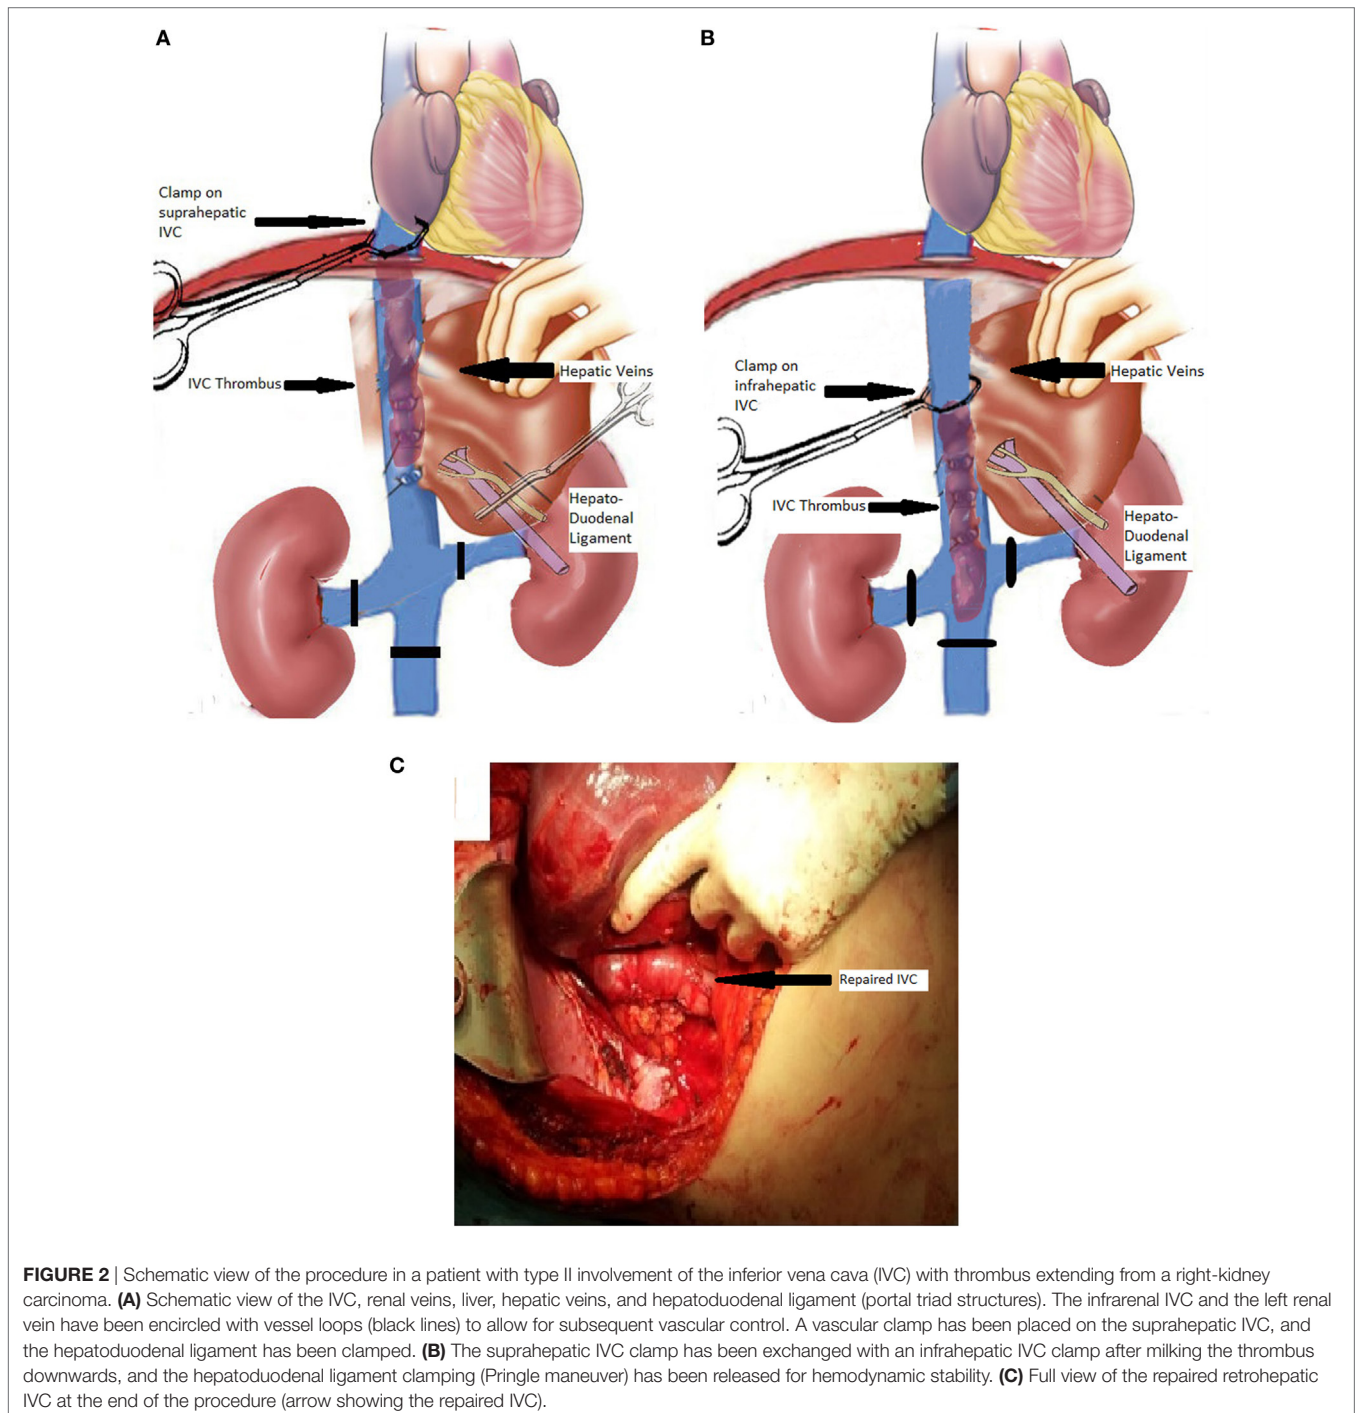 A
B
Clamp on
suprahepatic
IVC
IVC Thrombus
Hepatic Veins
Hepato-
Duodenal
Ligament
Clamp on
infrahepatic
IVC
IVC Thrombus
Hepatic Veins
Hepato-
Duodenal
Ligament
C
Repaired IVC
FIGURE 2 | Schematic view of the procedure in a patient with type II involvement of the inferior vena cava (IVC) with thrombus extending from a right-kidney
carcinoma. (A) Schematic view of the IVC, renal veins, liver, hepatic veins, and hepatoduodenal ligament (portal triad structures). The infrarenal IVC and the left renal
vein have been encircled with vessel loops (black lines) to allow for subsequent vascular control. A vascular clamp has been placed on the suprahepatic IVC, and
the hepatoduodenal ligament has been clamped. (B) The suprahepatic IVC clamp has been exchanged with an infrahepatic IVC clamp after milking the thrombus
downwards, and the hepatoduodenal ligament clamping (Pringle maneuver) has been released for hemodynamic stability. (C) Full view of the repaired retrohepatic
IVC at the end of the procedure (arrow showing the repaired IVC).